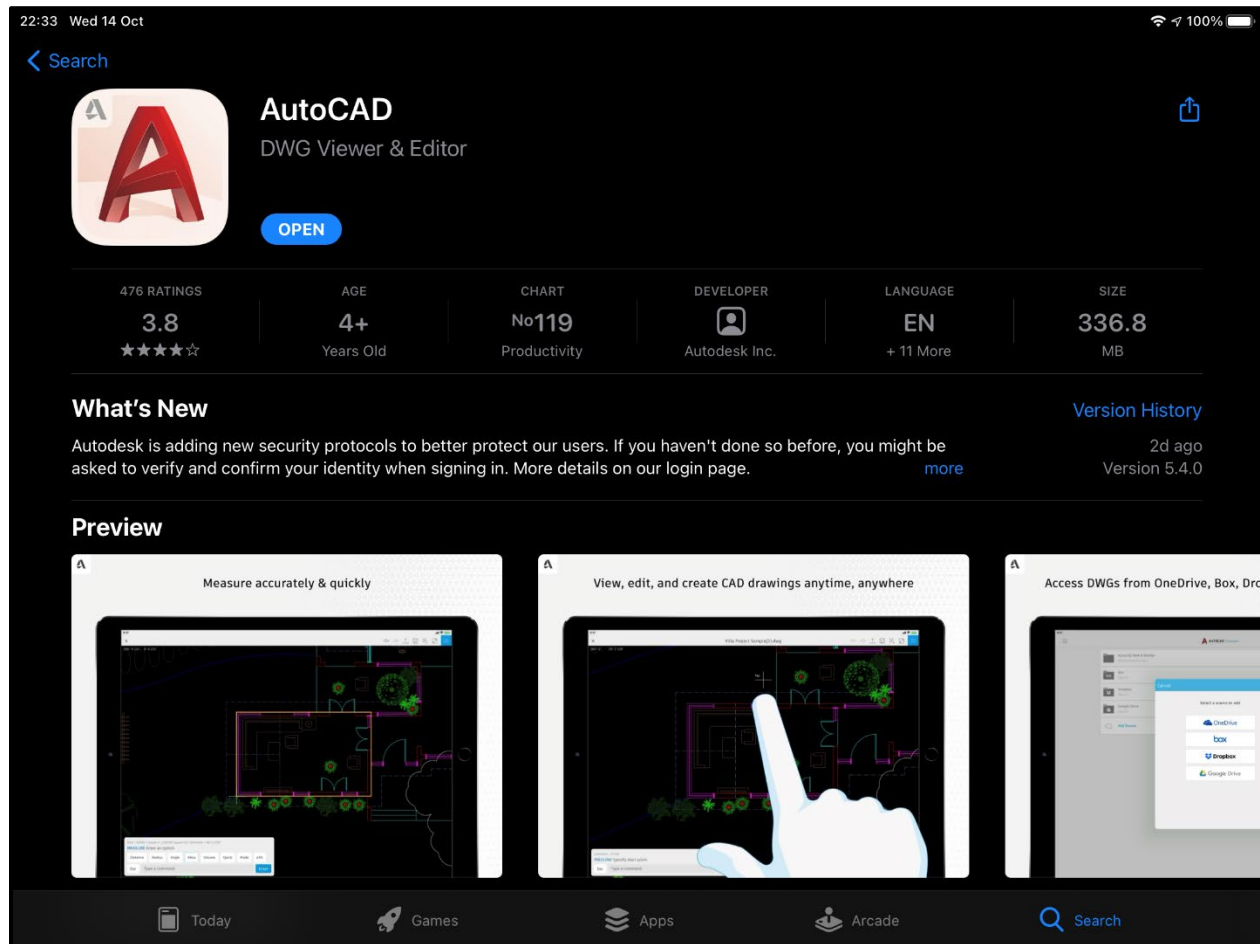 22:33 Wed 14 Oct
100%
Search
AutoCAD
DWG Viewer & Editor
OPEN
476 RATINGS
3.8
AGE
4+
Years Old
CHART
No119
Productivity
DEVELOPER
Autodesk Inc.
LANGUAGE
EN
+ 11 More
SIZE
336.8
MB
What's New
Version History
Autodesk is adding new security protocols to better protect our users. If you haven't done so before, you might be
asked to verify and confirm your identity when signing in. More details on our login page.
more
2d ago
Version 5.4.0
Preview
Measure accurately & quickly
View, edit, and create CAD drawings anytime, anywhere
Access DWGs from OneDrive, Box, Dro
OneDrive
box
Dropbox
Google Drive
Today
Games
Apps
Arcade
Search